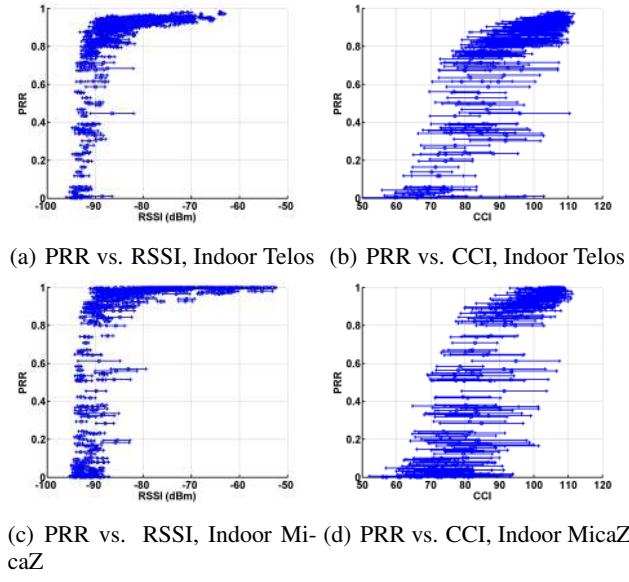 1
0.8
0.6
0.4
0.2
0
PRR
-100 -90 -80 -70 -60 -50
RSSI (dBm)
1
0.8
0.6
0.4
0.2
0
PRR
50 60 70 80 90 100 110 120
CCI
(a) PRR vs. RSSI, Indoor Telos
(b) PRR vs. CCI, Indoor Telos
1
0.8
0.6
0.4
0.2
0
PRR
-100 -90 -80 -70 -60 -50
RSSI (dBm)
1
0.8
0.6
0.4
0.2
0
PRR
50 60 70 80 90 100 110 120
CCI
(c) PRR vs. RSSI, Indoor Mi-
caZ
(d) PRR vs. CCI, Indoor MicaZ